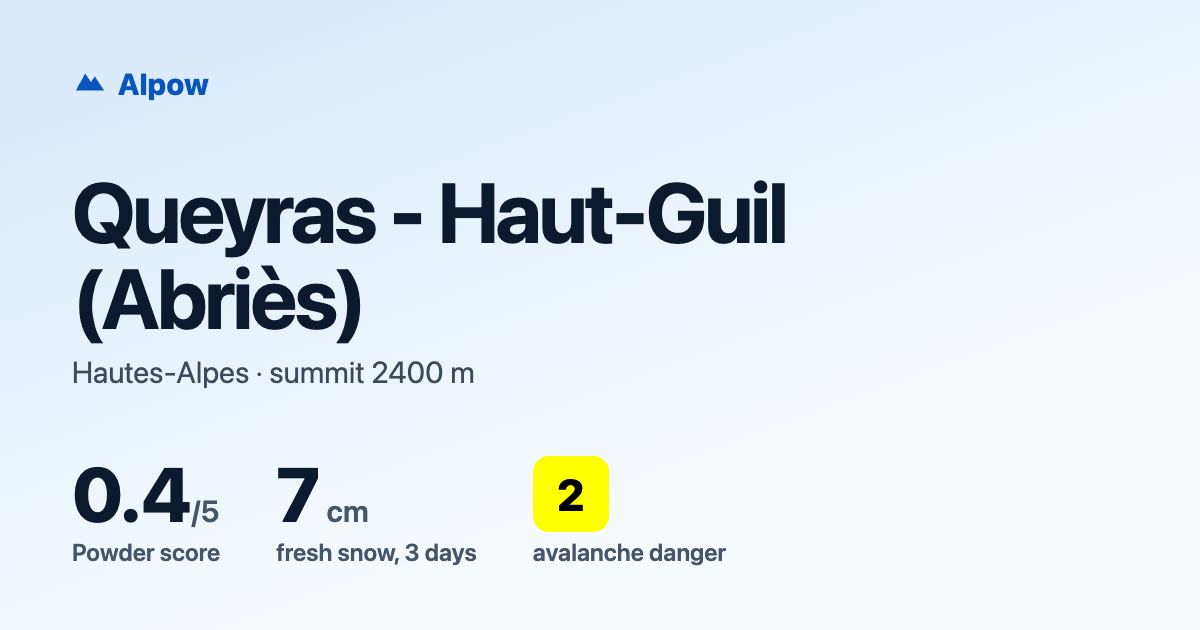 Alpow
Queyras - Haut-Guil
(Abriès)
Hautes-Alpes · summit 2400 m
0.4/5 7 cm 2
Powder score fresh snow, 3 days avalanche danger